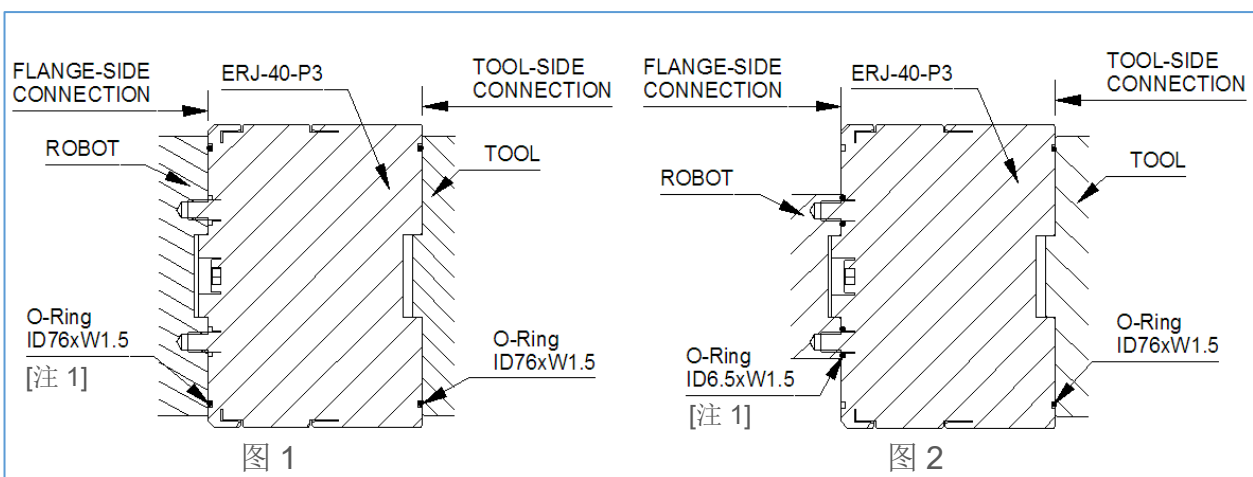 FLANGE-SIDE
CONNECTION
ERJ-40-P3
TOOL-SIDE
CONNECTION
ROBOT
TOOL
O-Ring
ID76xW1.5
[注 1]
O-Ring
ID76xW1.5
图 1
FLANGE-SIDE
CONNECTION
ERJ-40-P3
TOOL-SIDE
CONNECTION
ROBOT
TOOL
O-Ring
ID6.5xW1.5
[注 1]
O-Ring
ID76xW1.5
图 2